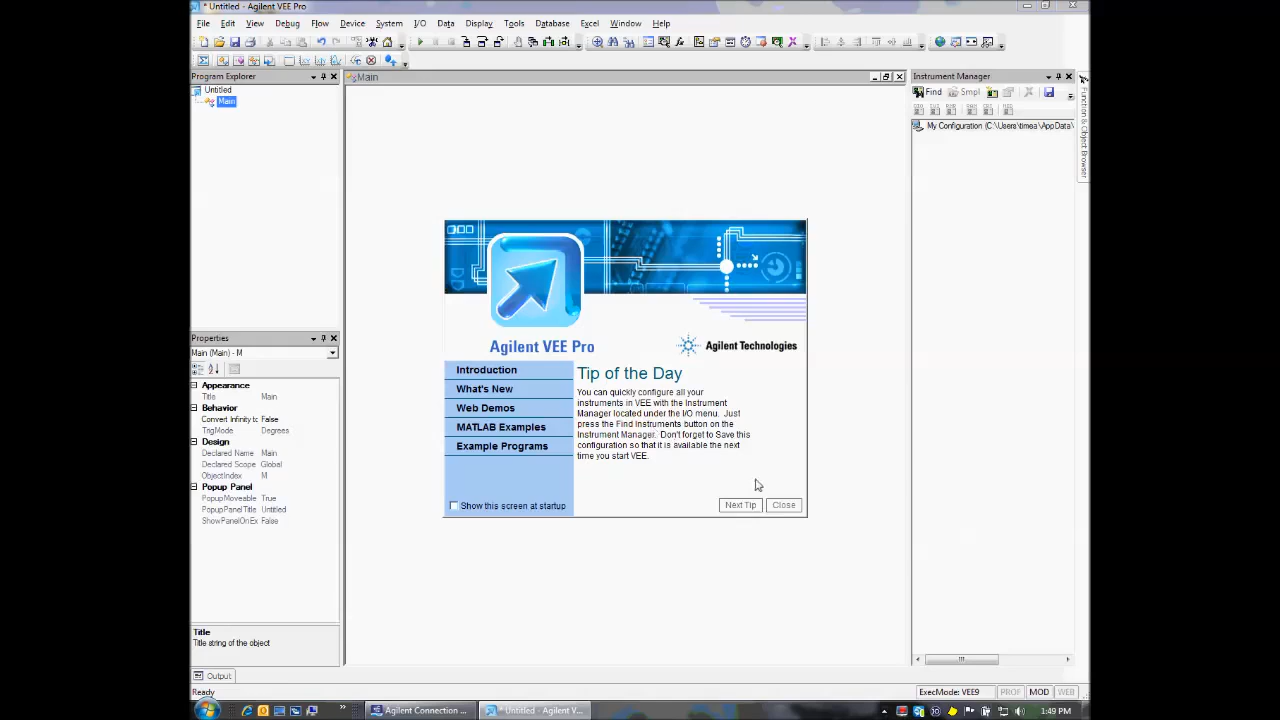 * Untitled - Agilent VEE Pro
File Edit View Debug Flow Device System I/O Data Display Tools Database Excel Window Help
Program Explorer
Untitled
Main
Main
Instrument Manager
Find Smpl
My Configuration (C:\Users\timea\AppData\
Function & Object Browser
Agilent VEE Pro
Agilent Technologies
Introduction
What's New
Web Demos
MATLAB Examples
Example Programs
Show this screen at startup
Tip of the Day
You can quickly configure all your
instruments in VEE with the Instrument
Manager located under the I/O menu. Just
press the Find Instruments button on the
Instrument Manager. Don't forget to Save this
configuration so that it is available the next
time you start VEE.
Next Tip Close
Properties
Main (Main) - M
Appearance
Title Main
Behavior
Convert Infinity to False
TrigMode Degrees
Design
Declared Name Main
Declared Scope Global
ObjectIndex M
Popup Panel
PopupMoveable True
PopupPanelTitle Untitled
ShowPanelOnEx False
Title
Title string of the object
Output
Ready
ExecMode: VEE9 PROF MOD WEB
Agilent Connection ...
* Untitled - Agilent V...
1:49 PM